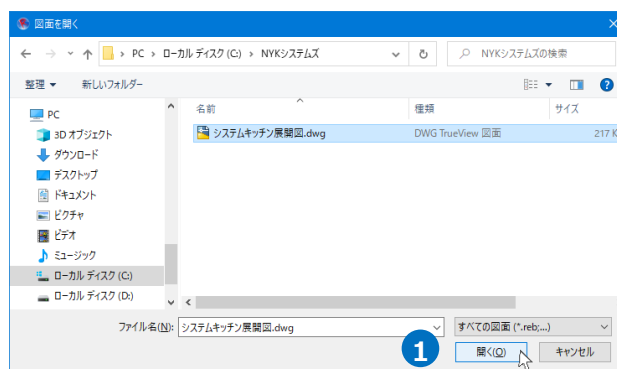 図面を開く
PC › ローカル ディスク (C:) › NYKシステムズ
NYKシステムズの検索
整理 ▼ 新しいフォルダー
名前 種類 サイズ
PC
システムキッチン展開図.dwg DWG TrueView 図面 217 K
3D オブジェクト
ダウンロード
デスクトップ
ドキュメント
ピクチャ
ビデオ
ミュージック
ローカル ディスク (C:)
ローカル ディスク (D:)
ファイル名(N): システムキッチン展開図.dwg すべての図面 (*.reb;...)
1 開く(O) キャンセル